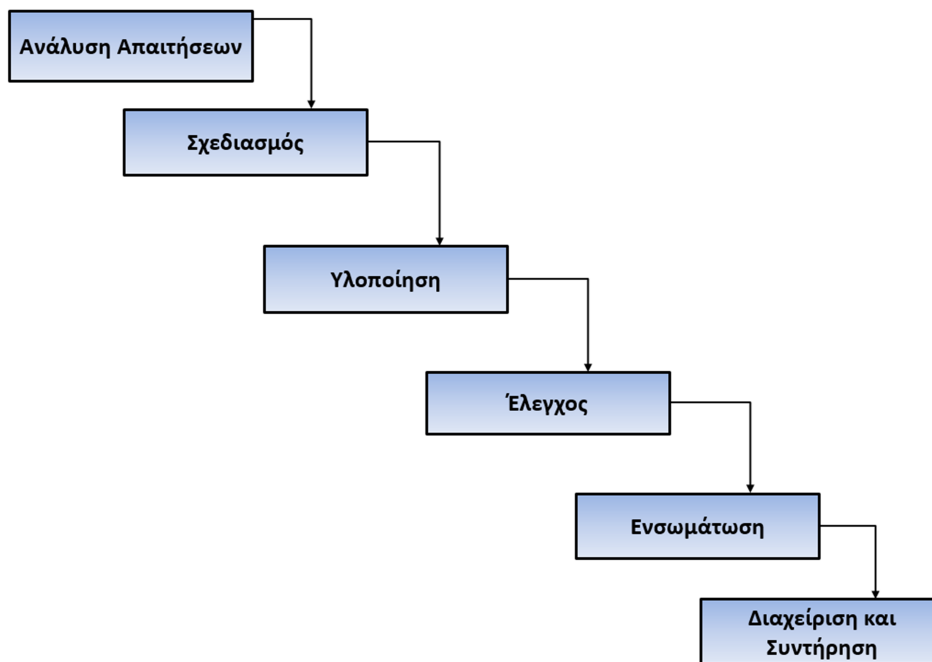 Ανάλυση Απαιτήσεων
Σχεδιασμός
Υλοποίηση
Έλεγχος
Ενσωμάτωση
Διαχείριση και
Συντήρηση